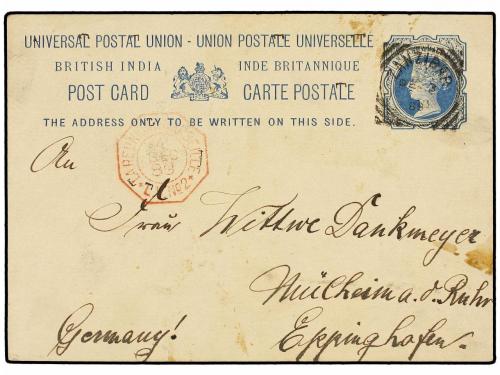 UNIVERSAL POSTAL UNION - UNION POSTALE UNIVERSELLE
BRITISH INDIA INDE BRITANNIQUE
POST CARD CARTE POSTALE
THE ADDRESS ONLY TO BE WRITTEN ON THIS SIDE.
An
Frau Wittwe Dankmeyer
Mülheim a. d. Ruhr
Germany! Eppinghofen.
No2